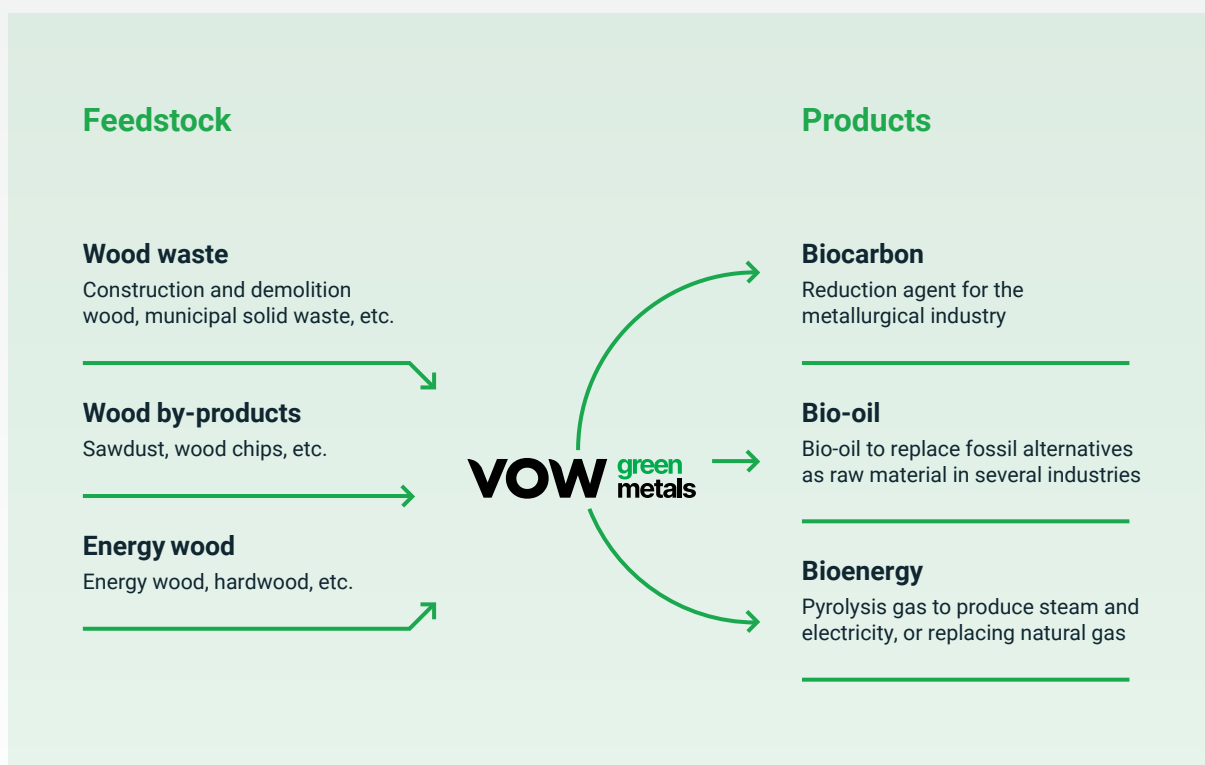 Feedstock
Wood waste
Construction and demolition
wood, municipal solid waste, etc.
Wood by-products
Sawdust, wood chips, etc.
Energy wood
Energy wood, hardwood, etc.
VOW green
metals
Products
Biocarbon
Reduction agent for the
metallurgical industry
Bio-oil
Bio-oil to replace fossil alternatives
as raw material in several industries
Bioenergy
Pyrolysis gas to produce steam and
electricity, or replacing natural gas